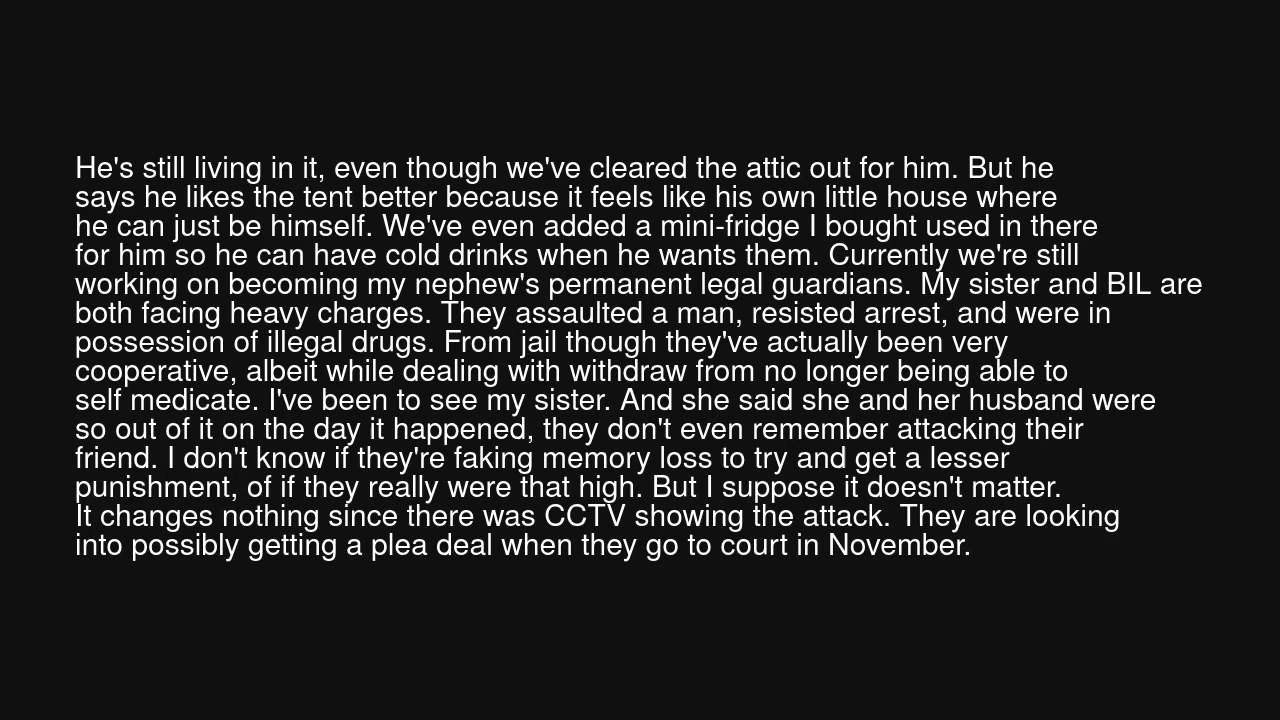 He's still living in it, even though we've cleared the attic out for him. But he
says he likes the tent better because it feels like his own little house where
he can just be himself. We've even added a mini-fridge I bought used in there
for him so he can have cold drinks when he wants them. Currently we're still
working on becoming my nephew's permanent legal guardians. My sister and BIL are
both facing heavy charges. They assaulted a man, resisted arrest, and were in
possession of illegal drugs. From jail though they've actually been very
cooperative, albeit while dealing with withdraw from no longer being able to
self medicate. I've been to see my sister. And she said she and her husband were
so out of it on the day it happened, they don't even remember attacking their
friend. I don't know if they're faking memory loss to try and get a lesser
punishment, of if they really were that high. But I suppose it doesn't matter.
It changes nothing since there was CCTV showing the attack. They are looking
into possibly getting a plea deal when they go to court in November.